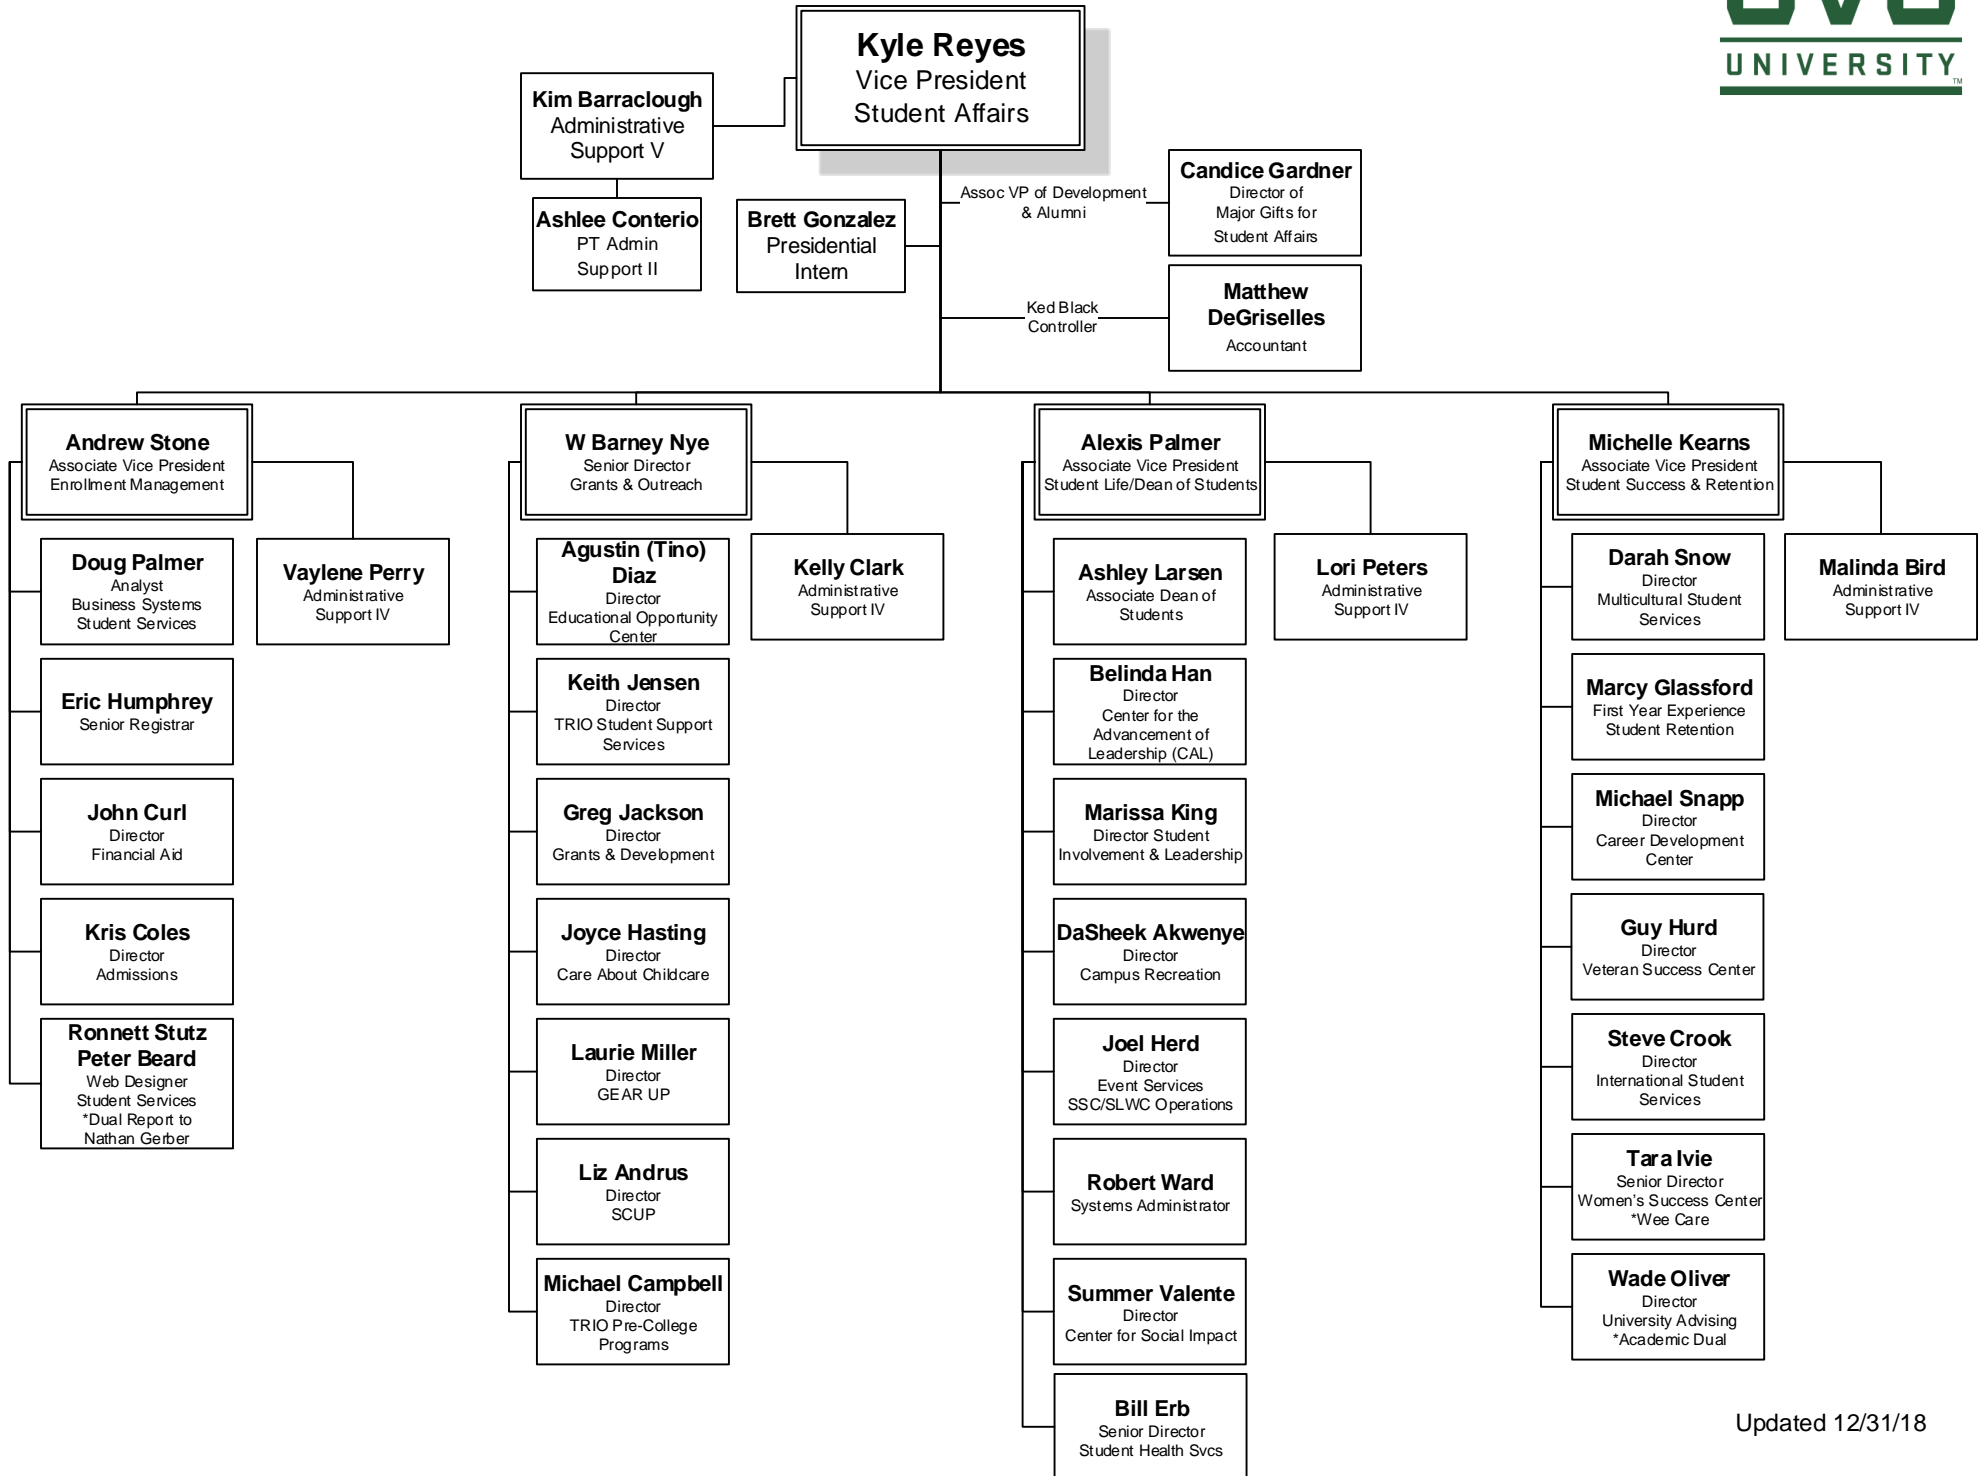 Kyle Reyes
Vice President
Student Affairs
UNIVERSITY
TM
Kim Barraclough
Administrative
Support V
Ashlee Conterio
PT Admin
Support II
Brett Gonzalez
Presidential
Intern
Assoc VP of Development
& Alumni
Candice Gardner
Director of
Major Gifts for
Student Affairs
Ked Black
Controller
Matthew
DeGriselles
Accountant
Andrew Stone
Associate Vice President
Enrollment Management
Vaylene Perry
Administrative
Support IV
Doug Palmer
Analyst
Business Systems
Student Services
Eric Humphrey
Senior Registrar
John Curl
Director
Financial Aid
Kris Coles
Director
Admissions
Ronnett Stutz
Peter Beard
Web Designer
Student Services
*Dual Report to
Nathan Gerber
W Barney Nye
Senior Director
Grants & Outreach
Kelly Clark
Administrative
Support IV
Agustin (Tino)
Diaz
Director
Educational Opportunity
Center
Keith Jensen
Director
TRIO Student Support
Services
Greg Jackson
Director
Grants & Development
Joyce Hasting
Director
Care About Childcare
Laurie Miller
Director
GEAR UP
Liz Andrus
Director
SCUP
Michael Campbell
Director
TRIO Pre-College
Programs
Alexis Palmer
Associate Vice President
Student Life/Dean of Students
Lori Peters
Administrative
Support IV
Ashley Larsen
Associate Dean of
Students
Belinda Han
Director
Center for the
Advancement of
Leadership (CAL)
Marissa King
Director Student
Involvement & Leadership
DaSheek Akwenye
Director
Campus Recreation
Joel Herd
Director
Event Services
SSC/SLWC Operations
Robert Ward
Systems Administrator
Summer Valente
Director
Center for Social Impact
Bill Erb
Senior Director
Student Health Svcs
Michelle Kearns
Associate Vice President
Student Success & Retention
Malinda Bird
Administrative
Support IV
Darah Snow
Director
Multicultural Student
Services
Marcy Glassford
First Year Experience
Student Retention
Michael Snapp
Director
Career Development
Center
Guy Hurd
Director
Veteran Success Center
Steve Crook
Director
International Student
Services
Tara Ivie
Senior Director
Women's Success Center
*Wee Care
Wade Oliver
Director
University Advising
*Academic Dual
Updated 12/31/18